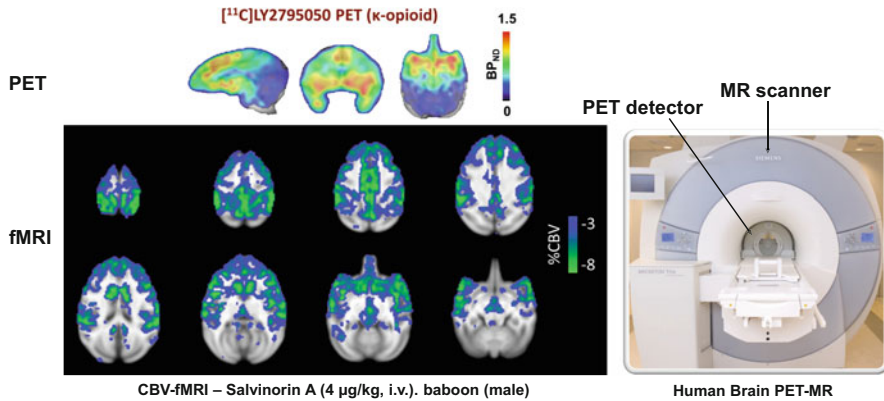 [¹¹C]LY2795050 PET (κ-opioid)
1.5
BP_ND
0
PET
PET detector
MR scanner
SIEMENS
fMRI
-3
%CBV
-8
CBV-fMRI – Salvinorin A (4 µg/kg, i.v.). baboon (male)
Human Brain PET-MR